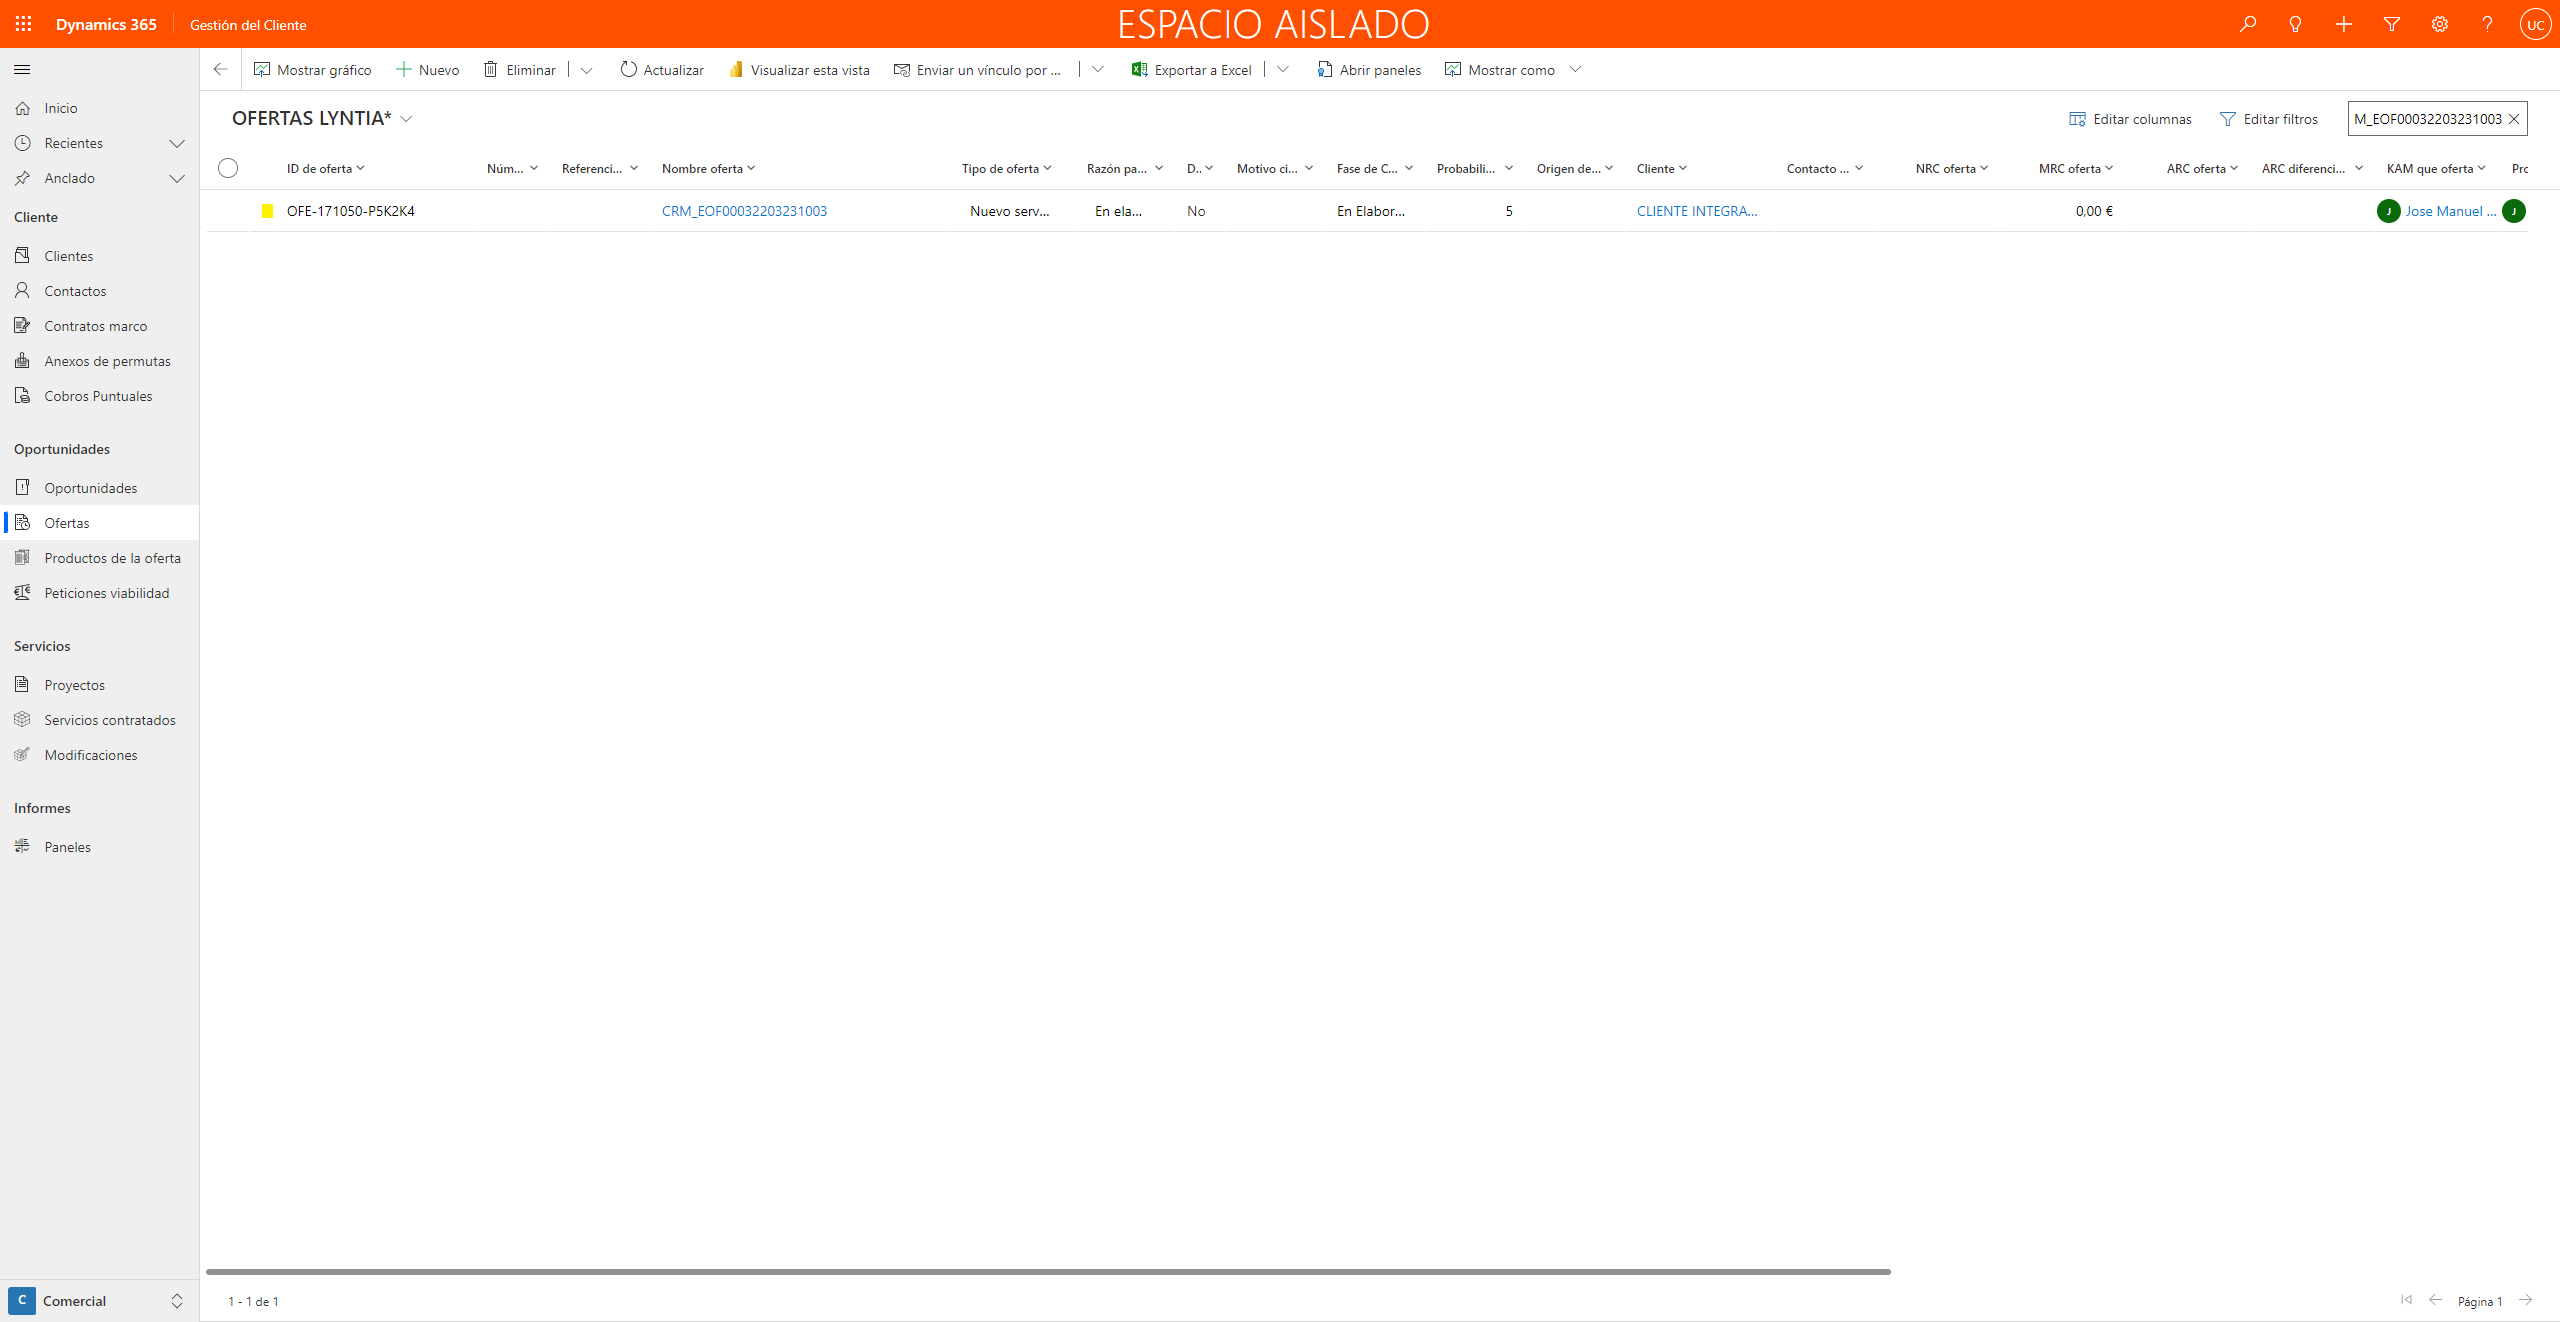 Dynamics 365 Gestión del Cliente ESPACIO AISLADO UC
Mostrar gráfico Nuevo Eliminar Actualizar Visualizar esta vista Enviar un vínculo por ... Exportar a Excel Abrir paneles Mostrar como
Inicio
Recientes
Anclado
Cliente
Clientes
Contactos
Contratos marco
Anexos de permutas
Cobros Puntuales
Oportunidades
Oportunidades
Ofertas
Productos de la oferta
Peticiones viabilidad
Servicios
Proyectos
Servicios contratados
Modificaciones
Informes
Paneles
C Comercial
OFERTAS LYNTIA* Editar columnas Editar filtros M_EOF00032203231003
ID de oferta Núm... Referenci... Nombre oferta Tipo de oferta Razón pa... D.. Motivo ci... Fase de C... Probabili... Origen de... Cliente Contacto ... NRC oferta MRC oferta ARC oferta ARC diferenci... KAM que oferta Pro
OFE-171050-P5K2K4 CRM_EOF00032203231003 Nuevo serv... En ela... No En Elabor... 5 CLIENTE INTEGRA... 0,00 € J Jose Manuel ... J
1 - 1 de 1 Página 1